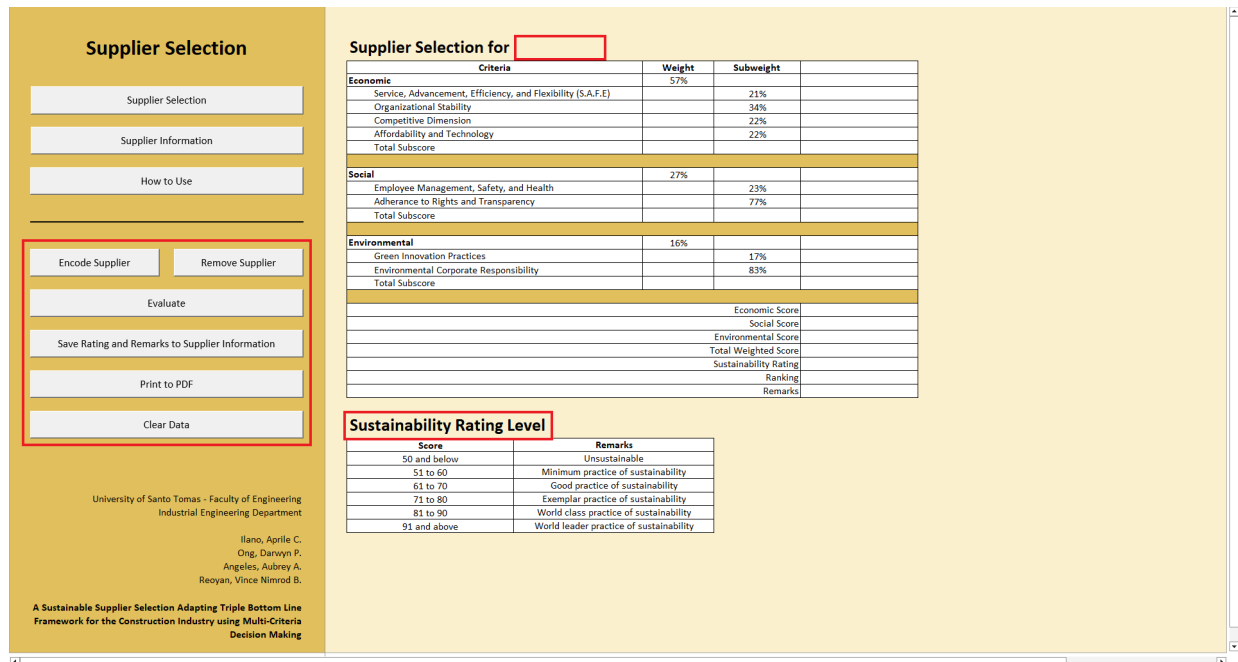 Supplier Selection
Supplier Selection
Supplier Information
How to Use
Encode Supplier Remove Supplier
Evaluate
Save Rating and Remarks to Supplier Information
Print to PDF
Clear Data
University of Santo Tomas - Faculty of Engineering
Industrial Engineering Department
Ilano, Aprile C.
Ong, Darwyn P.
Angeles, Aubrey A.
Reoyan, Vince Nimrod B.
A Sustainable Supplier Selection Adapting Triple Bottom Line
Framework for the Construction Industry using Multi-Criteria
Decision Making
Supplier Selection for
Criteria Weight Subweight
Economic 57%
Service, Advancement, Efficiency, and Flexibility (S.A.F.E) 21%
Organizational Stability 34%
Competitive Dimension 22%
Affordability and Technology 22%
Total Subscore
Social 27%
Employee Management, Safety, and Health 23%
Adherance to Rights and Transparency 77%
Total Subscore
Environmental 16%
Green Innovation Practices 17%
Environmental Corporate Responsibility 83%
Total Subscore
Economic Score
Social Score
Environmental Score
Total Weighted Score
Sustainability Rating
Ranking
Remarks
Sustainability Rating Level
Score Remarks
50 and below Unsustainable
51 to 60 Minimum practice of sustainability
61 to 70 Good practice of sustainability
71 to 80 Exemplar practice of sustainability
81 to 90 World class practice of sustainability
91 and above World leader practice of sustainability